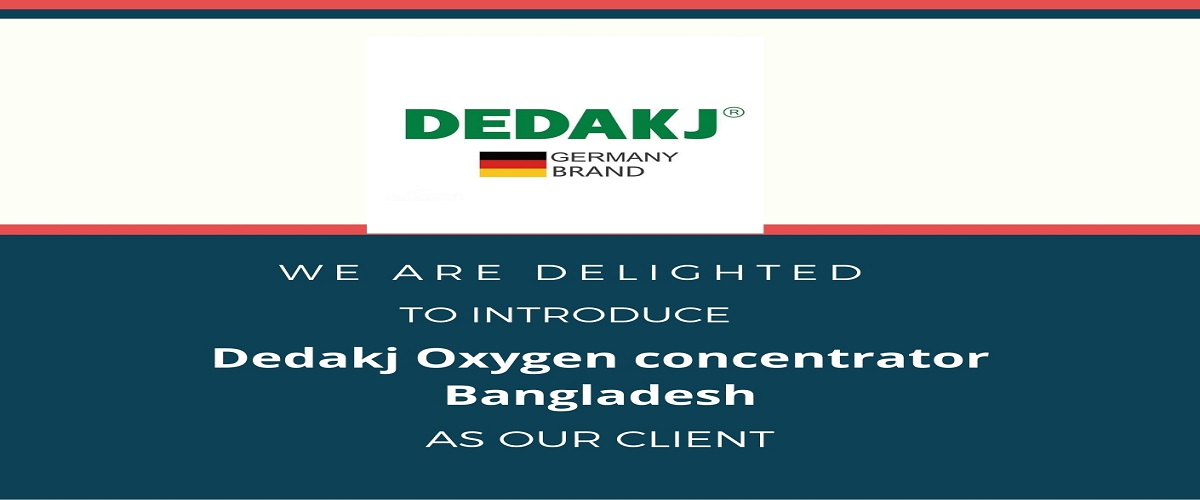 DEDAKJ®
GERMANY
BRAND
WE ARE DELIGHTED
TO INTRODUCE
Dedakj Oxygen concentrator
Bangladesh
AS OUR CLIENT